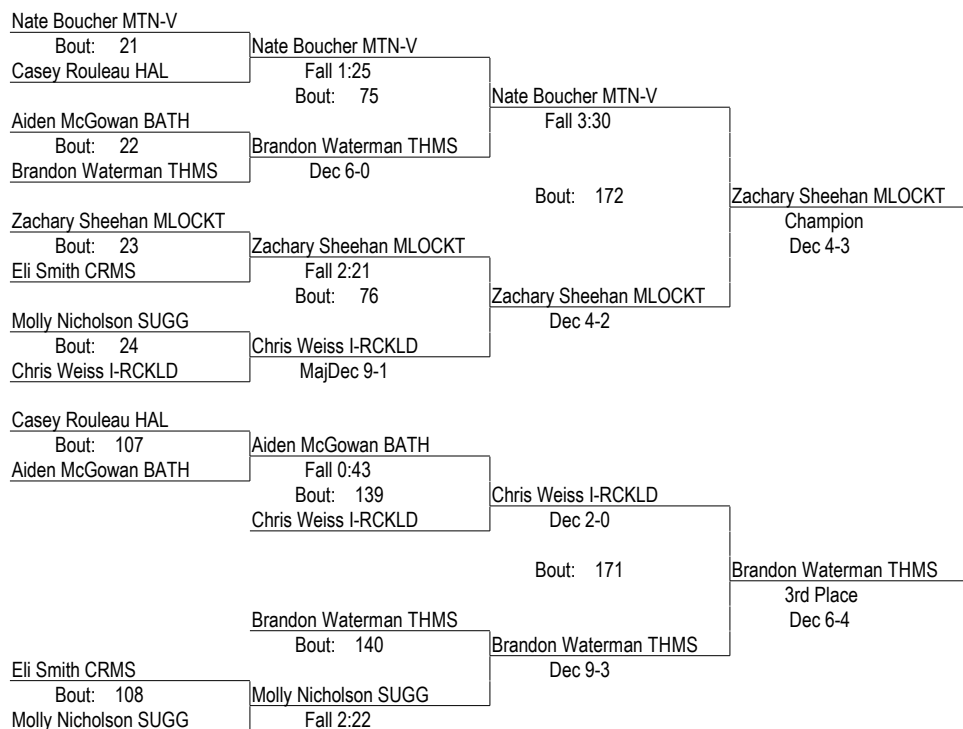 Nate Boucher MTN-V
Bout: 21
Nate Boucher MTN-V
Casey Rouleau HAL
Fall 1:25
Bout: 75
Nate Boucher MTN-V
Aiden McGowan BATH
Fall 3:30
Bout: 22
Brandon Waterman THMS
Brandon Waterman THMS
Dec 6-0
Bout: 172
Zachary Sheehan MLOCKT
Zachary Sheehan MLOCKT
Champion
Bout: 23
Zachary Sheehan MLOCKT
Dec 4-3
Eli Smith CRMS
Fall 2:21
Bout: 76
Zachary Sheehan MLOCKT
Molly Nicholson SUGG
Dec 4-2
Bout: 24
Chris Weiss I-RCKLD
Chris Weiss I-RCKLD
MajDec 9-1
Casey Rouleau HAL
Bout: 107
Aiden McGowan BATH
Aiden McGowan BATH
Fall 0:43
Bout: 139
Chris Weiss I-RCKLD
Chris Weiss I-RCKLD
Dec 2-0
Bout: 171
Brandon Waterman THMS
3rd Place
Brandon Waterman THMS
Dec 6-4
Bout: 140
Brandon Waterman THMS
Eli Smith CRMS
Dec 9-3
Bout: 108
Molly Nicholson SUGG
Molly Nicholson SUGG
Fall 2:22